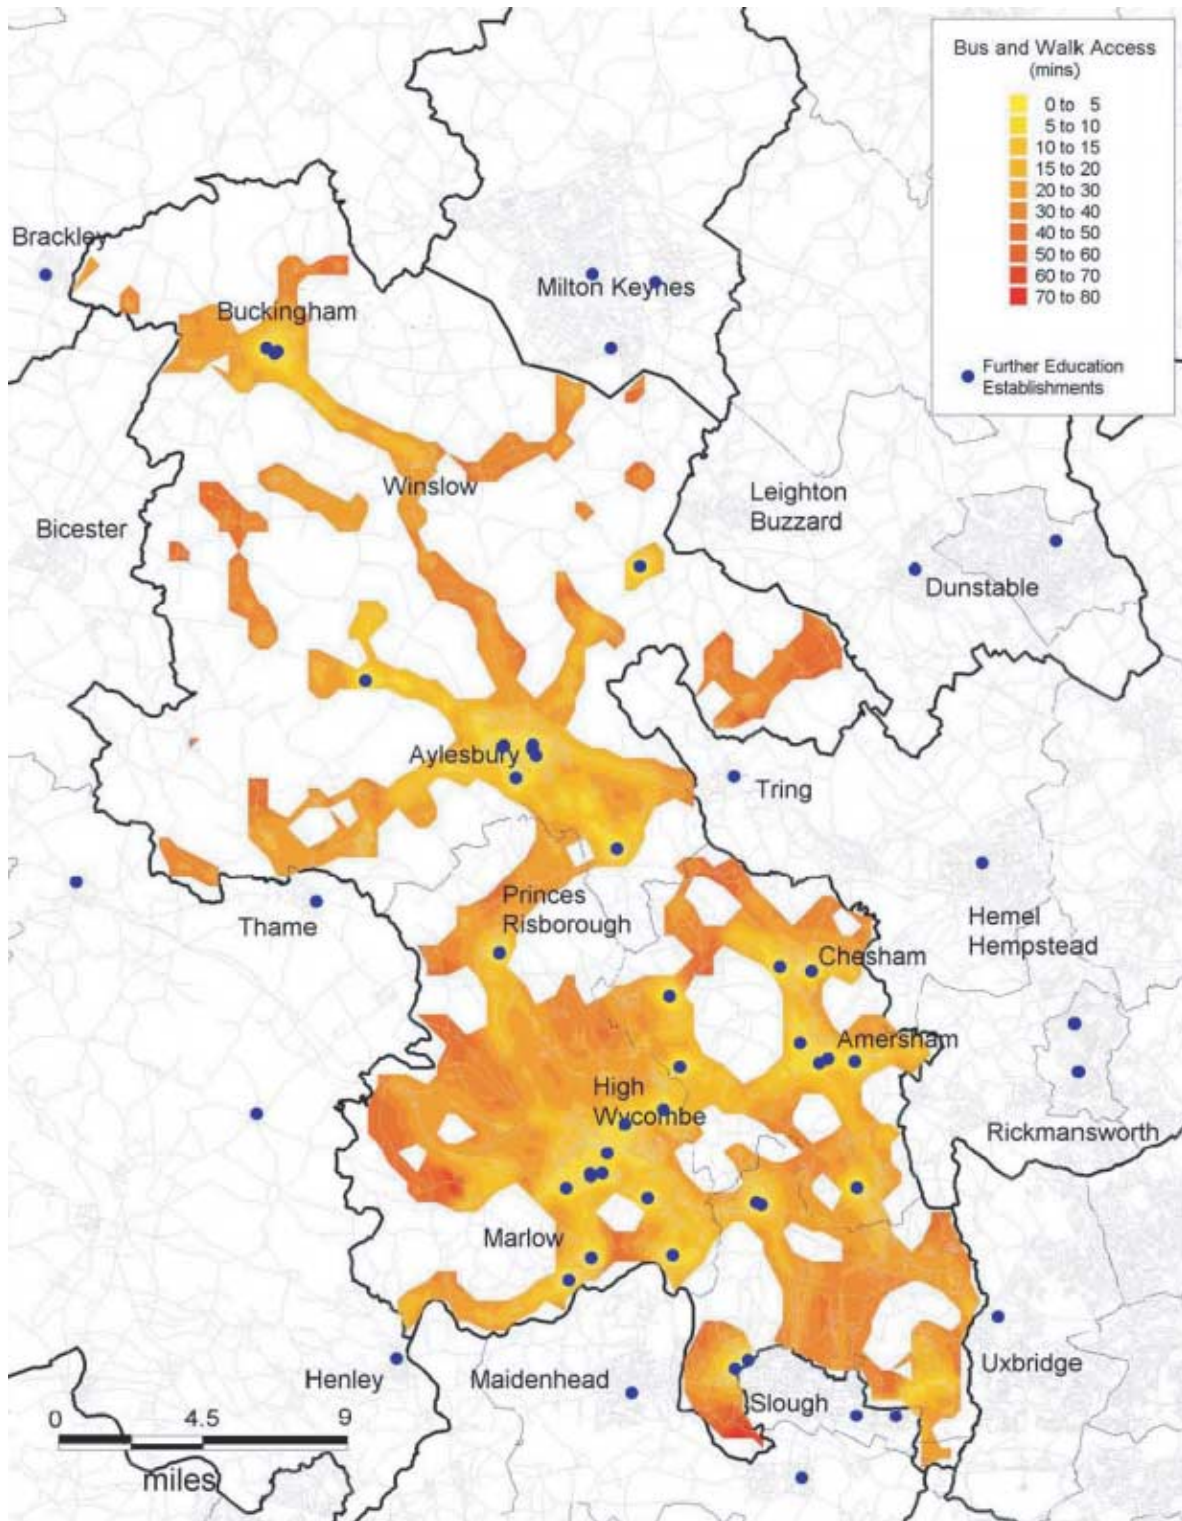 Bus and Walk Access
(mins)
0 to 5
5 to 10
10 to 15
15 to 20
20 to 30
30 to 40
40 to 50
50 to 60
60 to 70
70 to 80
Further Education
Establishments
Brackley
Milton Keynes
Buckingham
Winslow
Leighton
Buzzard
Bicester
Dunstable
Aylesbury
Tring
Princes
Risborough
Thame
Hemel
Hempstead
Chesham
Amersham
High
Wycombe
Rickmansworth
Marlow
Uxbridge
Henley
Maidenhead
Slough
0 4.5 9
miles